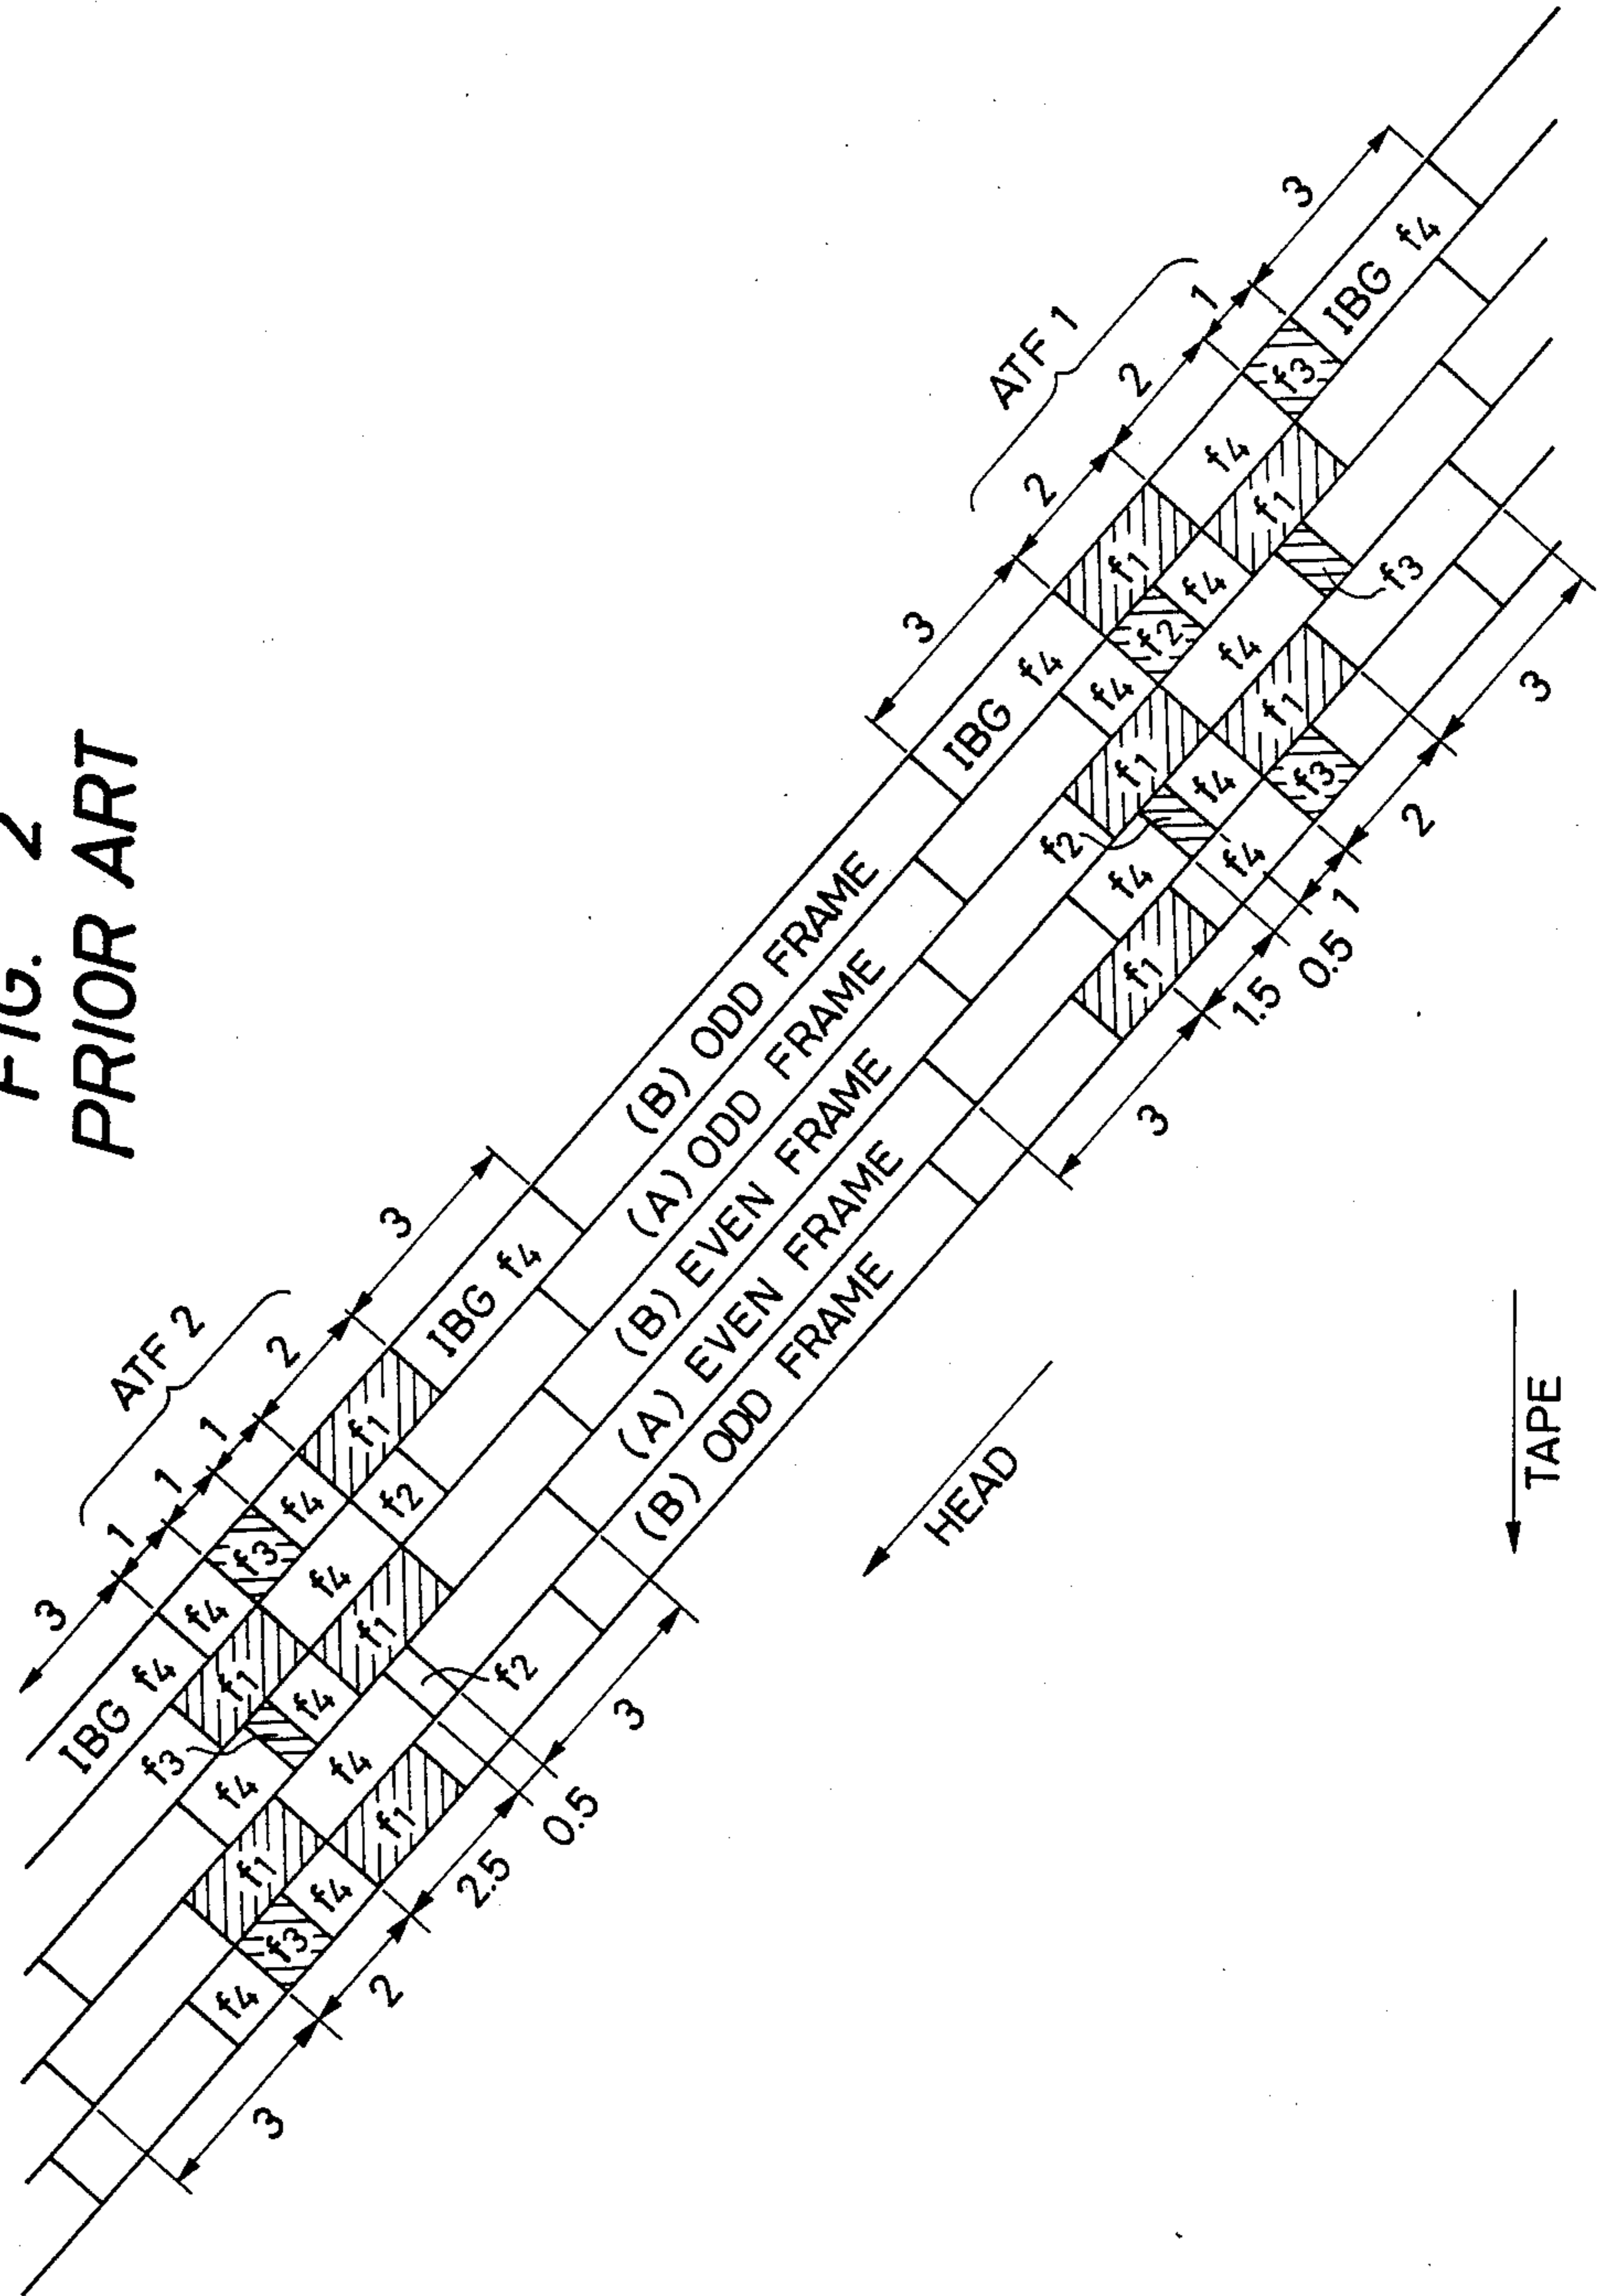 FIG. 2
PRIOR ART
ATF 2
3
1
1
1
2
3
IBG f4
f4
f3
f4
f1
IBG f4
(B) ODD FRAME
3
2
2
1
3
ATF 1
IBG f4
f1
f4
f3
IBG f4
f1
f4
f2
(A) ODD FRAME
f4
f2
f4
f1
f3
f4
f3
f4
f1
(B) EVEN FRAME
f1
f2
f4
f3
f1
f4
f2
(A) EVEN FRAME
f4
f4
f1
f4
f3
f4
f1
(B) ODD FRAME
f1
f4
f3
3
2
2.5
0.5
3
3
1.5
0.5
1
2
3
HEAD
TAPE